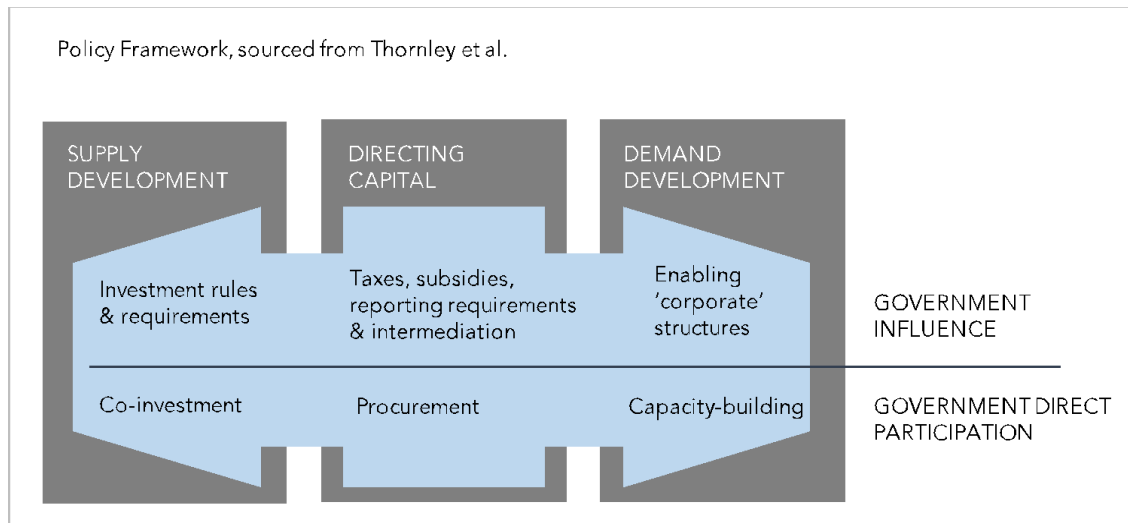 Policy Framework, sourced from Thornley et al.
SUPPLY
DEVELOPMENT
DIRECTING
CAPITAL
DEMAND
DEVELOPMENT
Investment rules
& requirements
Taxes, subsidies,
reporting requirements
& intermediation
Enabling
'corporate'
structures
GOVERNMENT
INFLUENCE
Co-investment
Procurement
Capacity-building
GOVERNMENT DIRECT
PARTICIPATION